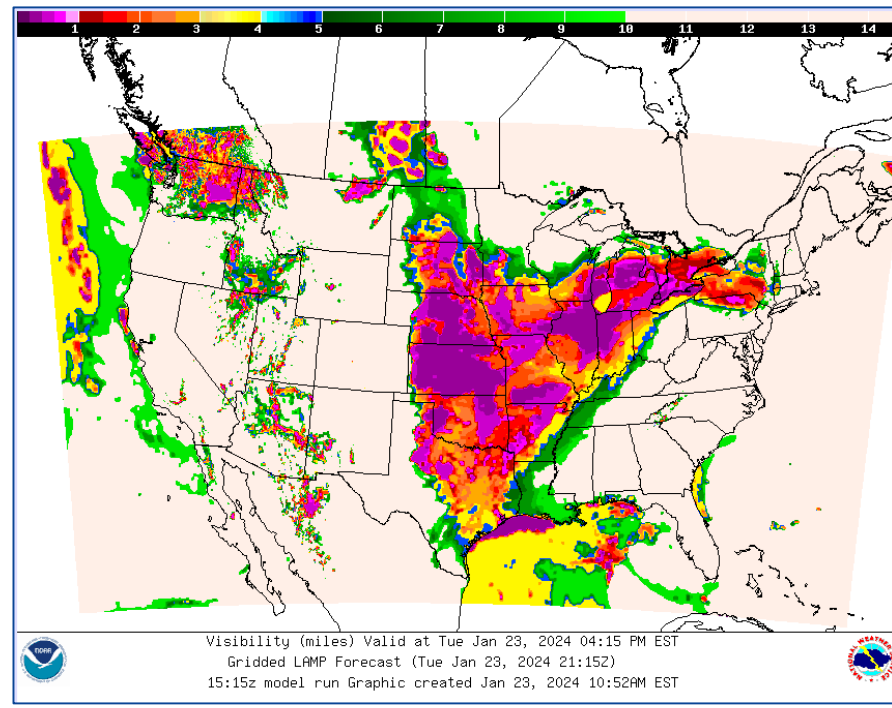 1 2 3 4 5 6 7 8 9 10 11 12 13 14
Visibility (miles) Valid at Tue Jan 23, 2024 04:15 PM EST
Gridded LAMP Forecast (Tue Jan 23, 2024 21:15Z)
15:15z model run Graphic created Jan 23, 2024 10:52AM EST